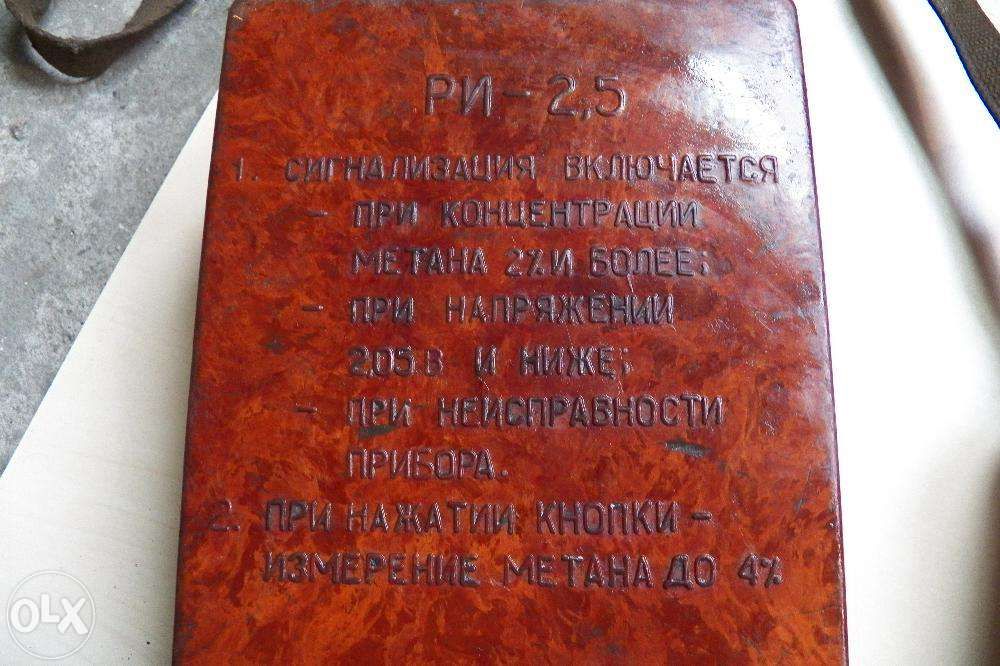 РИ - 2,5
1. СИГНАЛИЗАЦИЯ ВКЛЮЧАЕТСЯ
- ПРИ КОНЦЕНТРАЦИИ
МЕТАНА 2% И БОЛЕЕ;
- ПРИ НАПРЯЖЕНИИ
2,05 В И НИЖЕ;
- ПРИ НЕИСПРАВНОСТИ
ПРИБОРА.
2. ПРИ НАЖАТИИ КНОПКИ -
ИЗМЕРЕНИЕ МЕТАНА ДО 4%
OLX